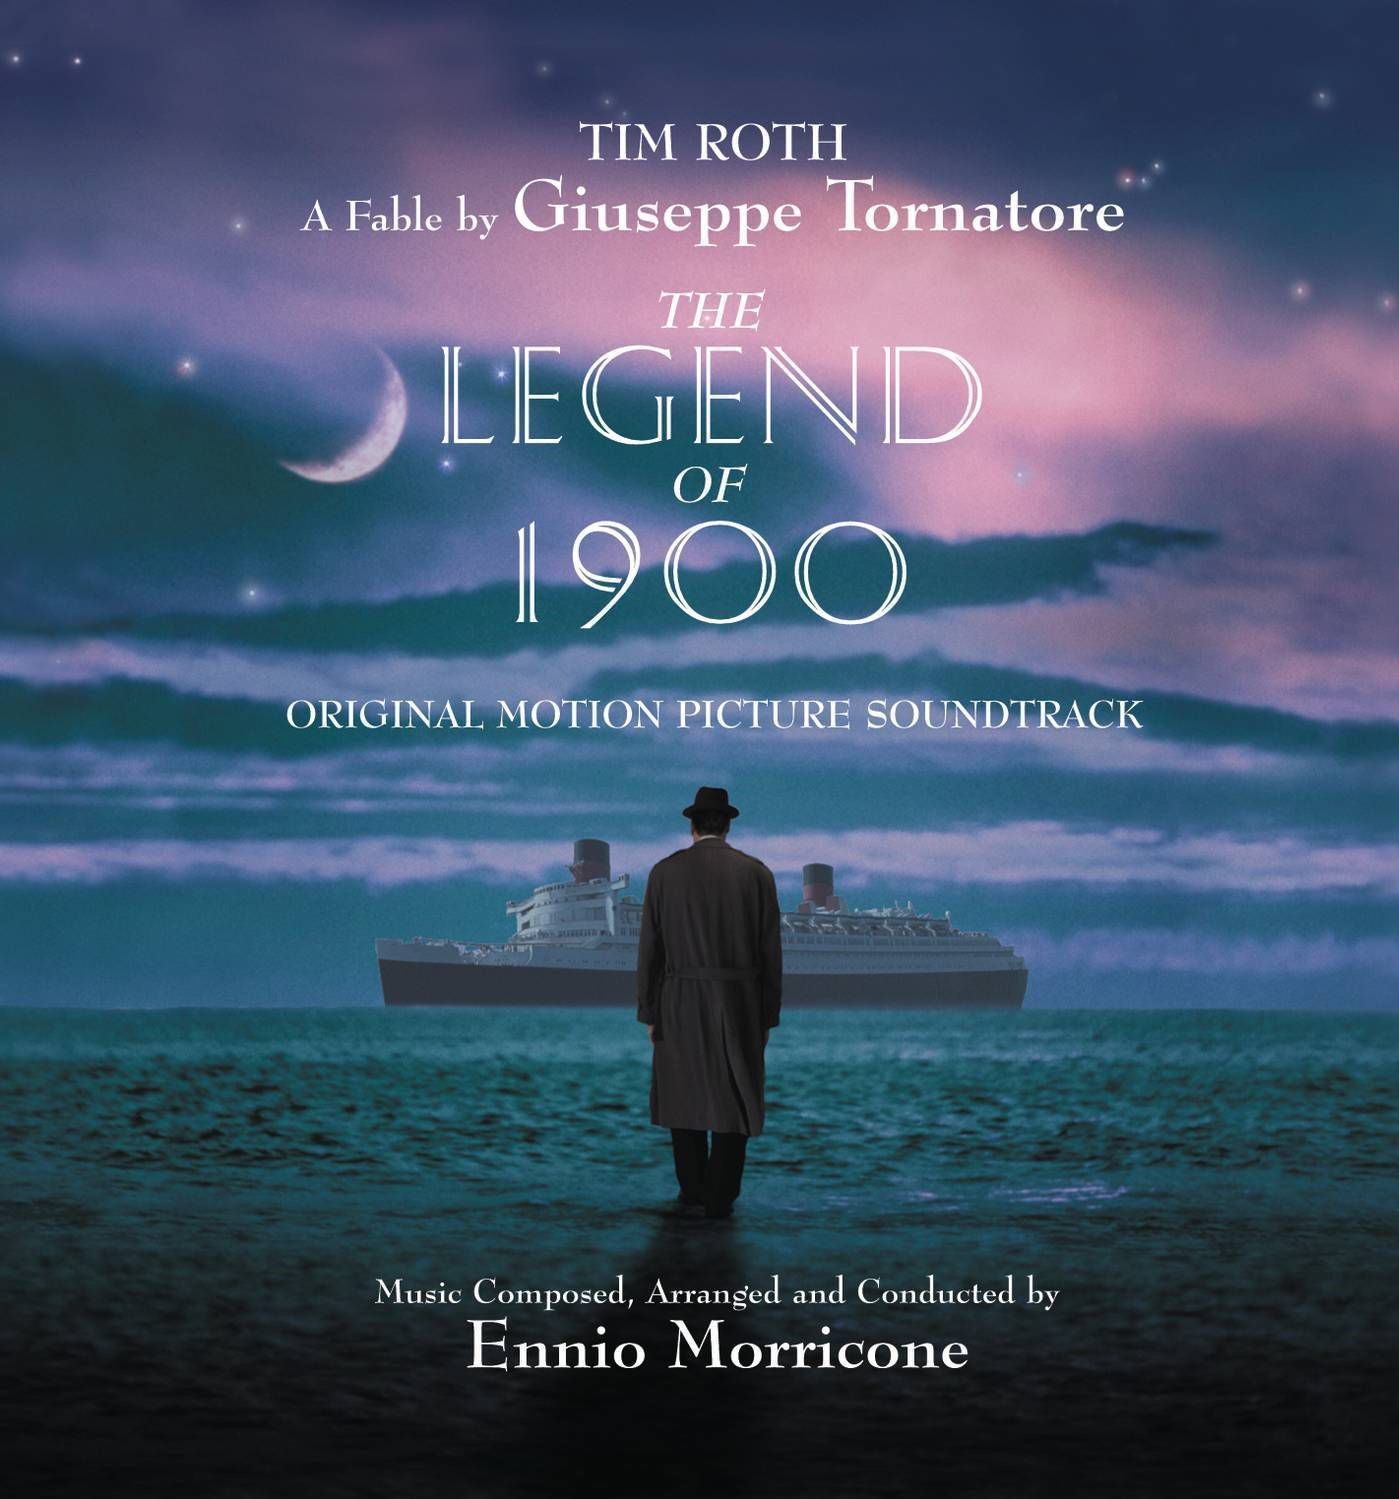 TIM ROTH
A Fable by Giuseppe Tornatore
THE
LEGEND
OF
1900
ORIGINAL MOTION PICTURE SOUNDTRACK
Music Composed, Arranged and Conducted by
Ennio Morricone